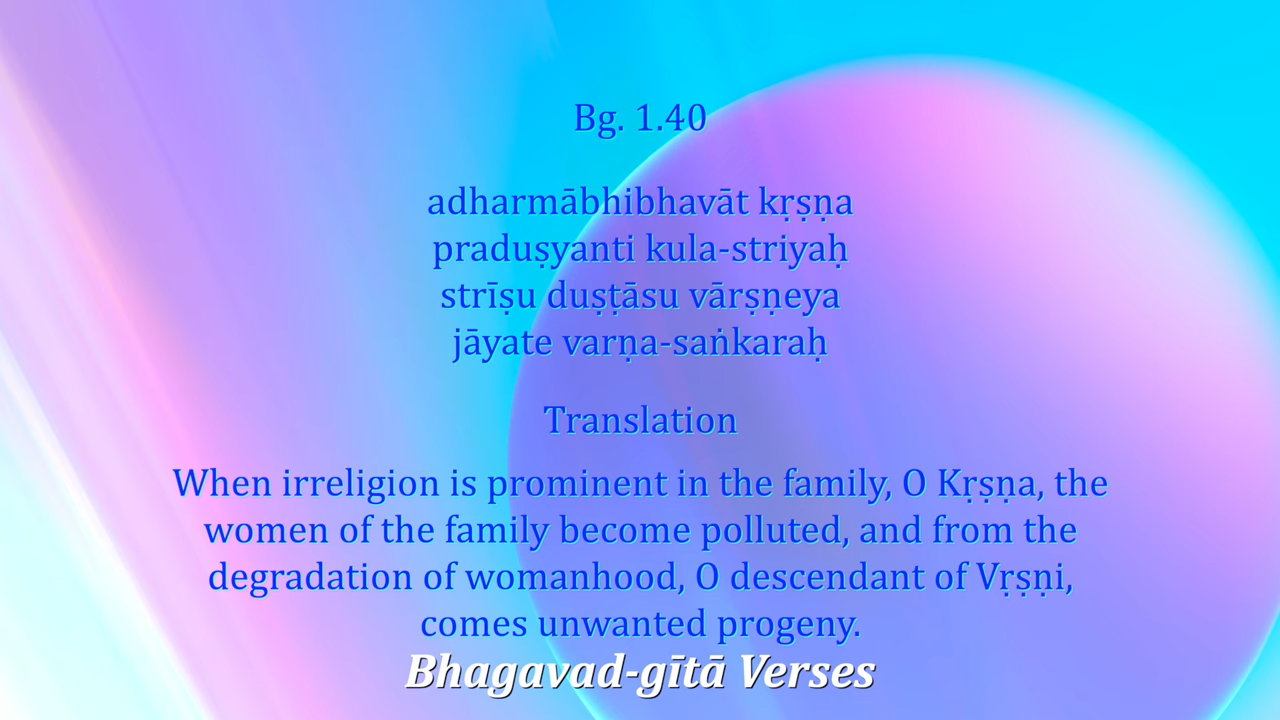 Bg. 1.40
adharmābhibhavāt kṛṣṇa
praduṣyanti kula-striyaḥ
strīṣu duṣṭāsu vārṣṇeya
jāyate varṇa-saṅkaraḥ
Translation
When irreligion is prominent in the family, O Kṛṣṇa, the
women of the family become polluted, and from the
degradation of womanhood, O descendant of Vṛṣṇi,
comes unwanted progeny.
Bhagavad-gītā Verses